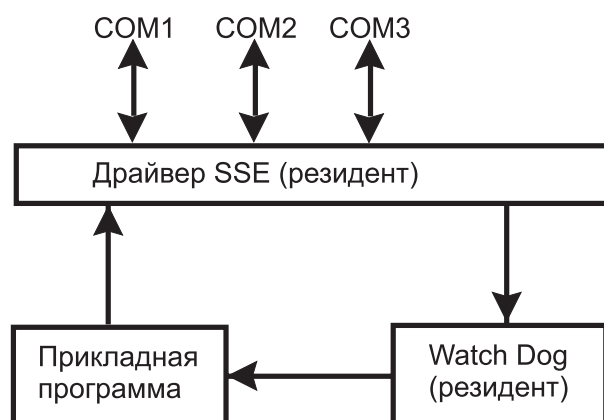 COM1 COM2 COM3
Драйвер SSE (резидент)
Прикладная
программа
Watch Dog
(резидент)